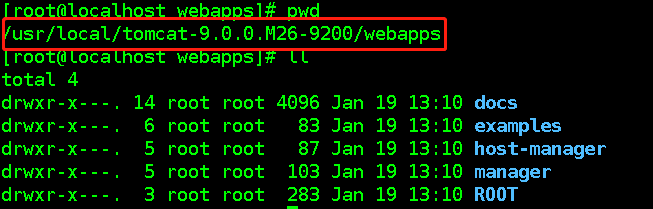 [root@localhost webapps]# pwd
/usr/local/tomcat-9.0.0.M26-9200/webapps
[root@localhost webapps]# ll
total 4
drwxr-x---. 14 root root 4096 Jan 19 13:10 docs
drwxr-x---. 6 root root 83 Jan 19 13:10 examples
drwxr-x---. 5 root root 87 Jan 19 13:10 host-manager
drwxr-x---. 5 root root 103 Jan 19 13:10 manager
drwxr-x---. 3 root root 283 Jan 19 13:10 ROOT